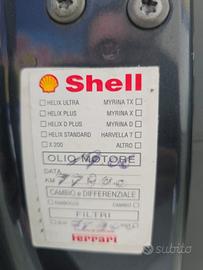 Shell
HELIX ULTRA MYRINA TX
HELIX PLUS MYRINA X
HELIX D PLUS MYRINA D
HELIX STANDARD HARVELLA T
X 200 ALTRO
OLIO MOTORE
DATA
KM
CAMBIO e DIFFERENZIALE
FILTRI
Ferrari
subito